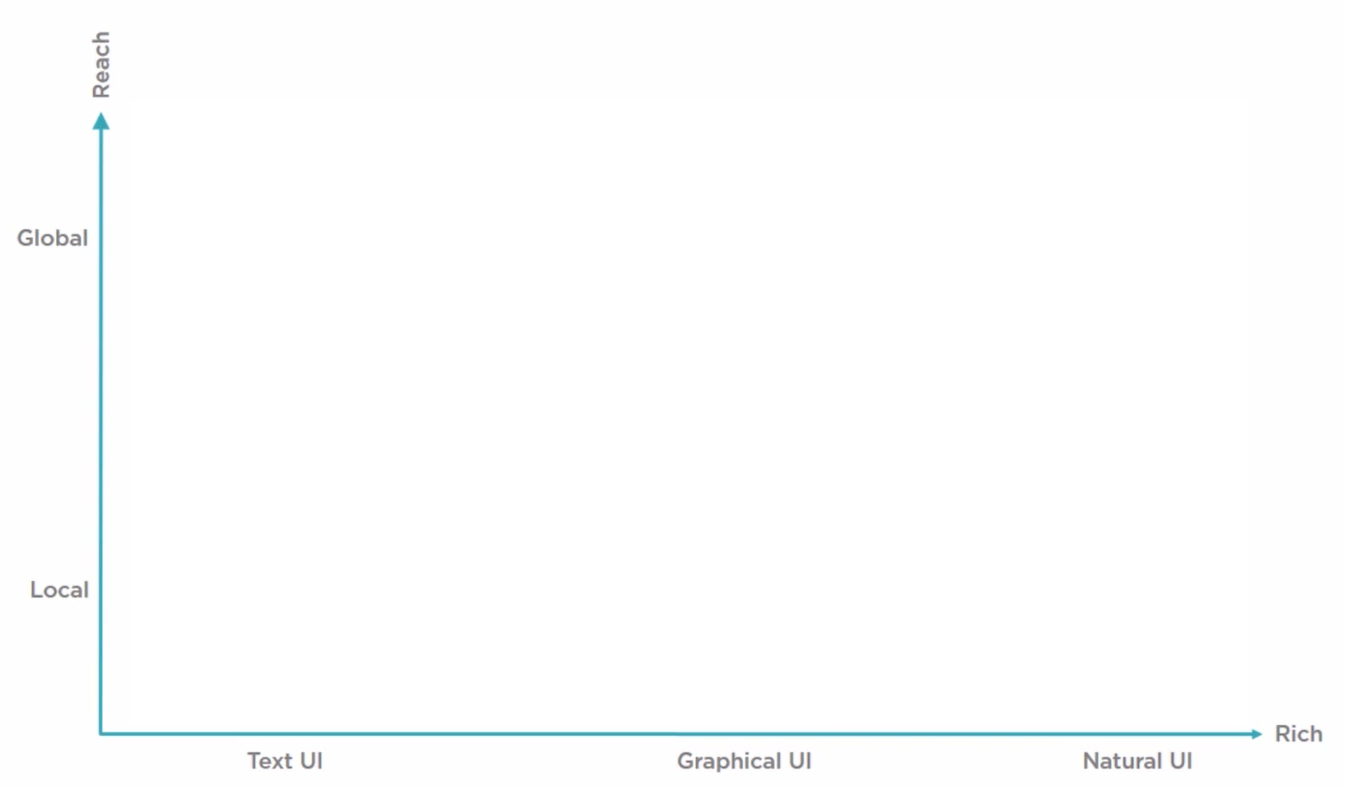 Reach
Global
Local
Rich
Text UI
Graphical UI
Natural UI